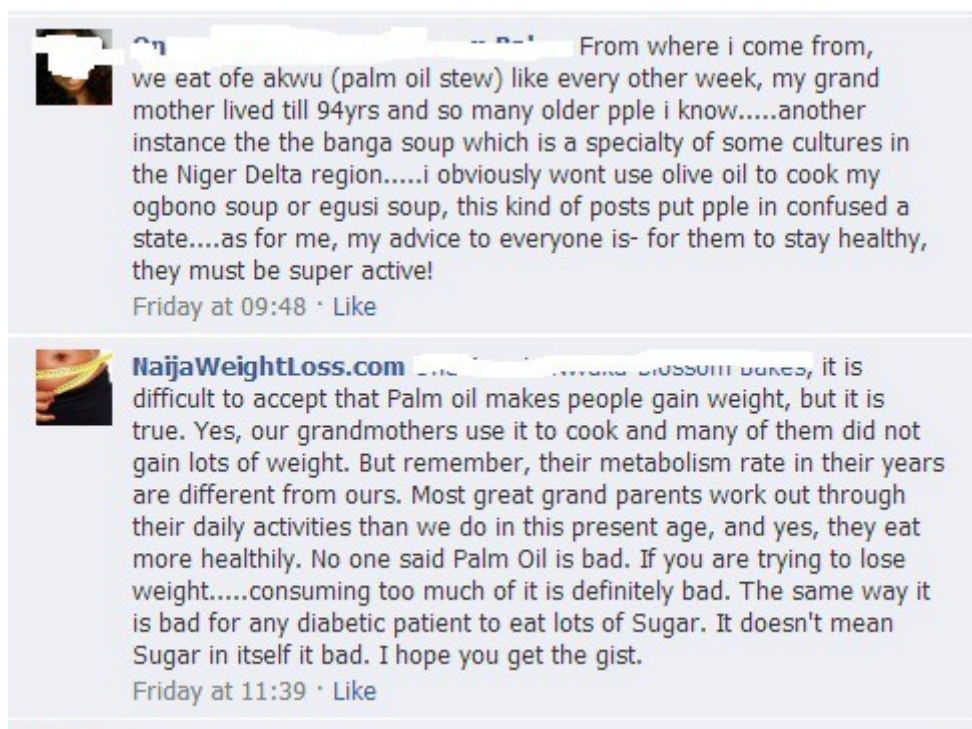 From where i come from,
we eat ofe akwu (palm oil stew) like every other week, my grand
mother lived till 94yrs and so many older pple i know.....another
instance the the banga soup which is a specialty of some cultures in
the Niger Delta region.....i obviously wont use olive oil to cook my
ogbono soup or egusi soup, this kind of posts put pple in confused a
state....as for me, my advice to everyone is- for them to stay healthy,
they must be super active!
Friday at 09:48 · Like
NaijaWeightLoss.com , it is
difficult to accept that Palm oil makes people gain weight, but it is
true. Yes, our grandmothers use it to cook and many of them did not
gain lots of weight. But remember, their metabolism rate in their years
are different from ours. Most great grand parents work out through
their daily activities than we do in this present age, and yes, they eat
more healthily. No one said Palm Oil is bad. If you are trying to lose
weight.....consuming too much of it is definitely bad. The same way it
is bad for any diabetic patient to eat lots of Sugar. It doesn't mean
Sugar in itself it bad. I hope you get the gist.
Friday at 11:39 · Like